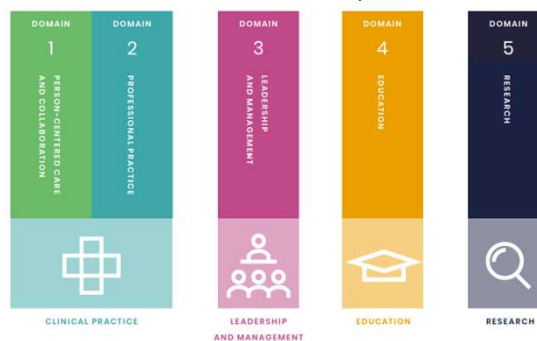 DOMAIN
1
PERSON-CENTERED CARE
AND COLLABORATION
DOMAIN
2
PROFESSIONAL PRACTICE
DOMAIN
3
LEADERSHIP
AND MANAGEMENT
DOMAIN
4
EDUCATION
DOMAIN
5
RESEARCH
CLINICAL PRACTICE
LEADERSHIP
AND MANAGEMENT
EDUCATION
RESEARCH